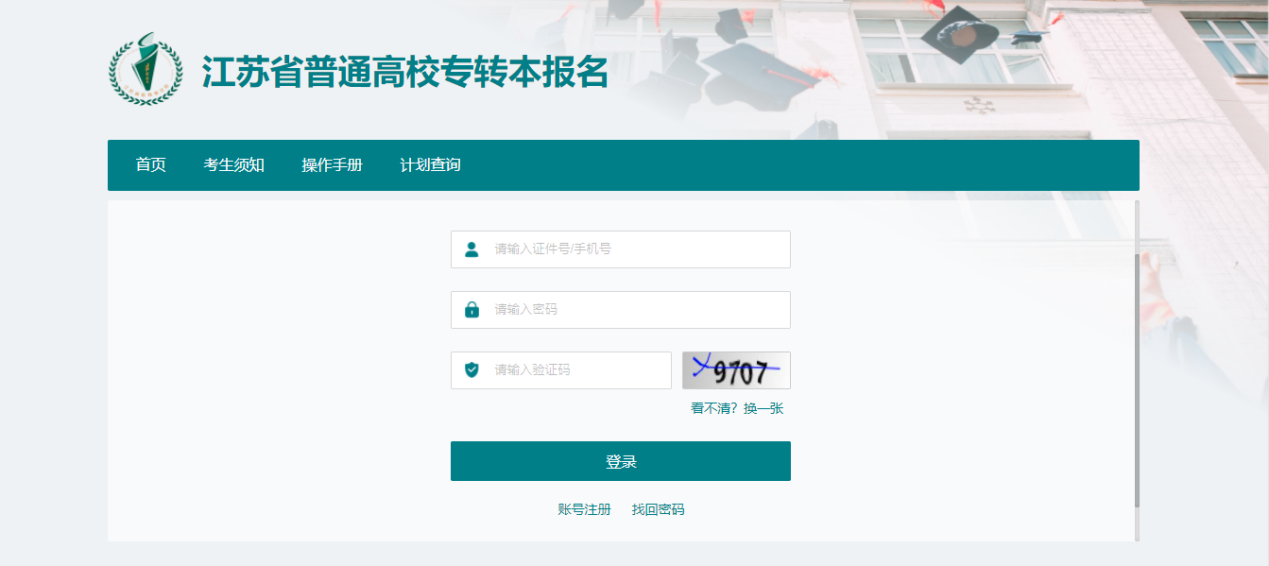 江苏省普通高校专转本报名
首页 考生须知 操作手册 计划查询
请输入证件号/手机号
请输入密码
请输入验证码 9707
看不清？换一张
登录
账号注册 找回密码